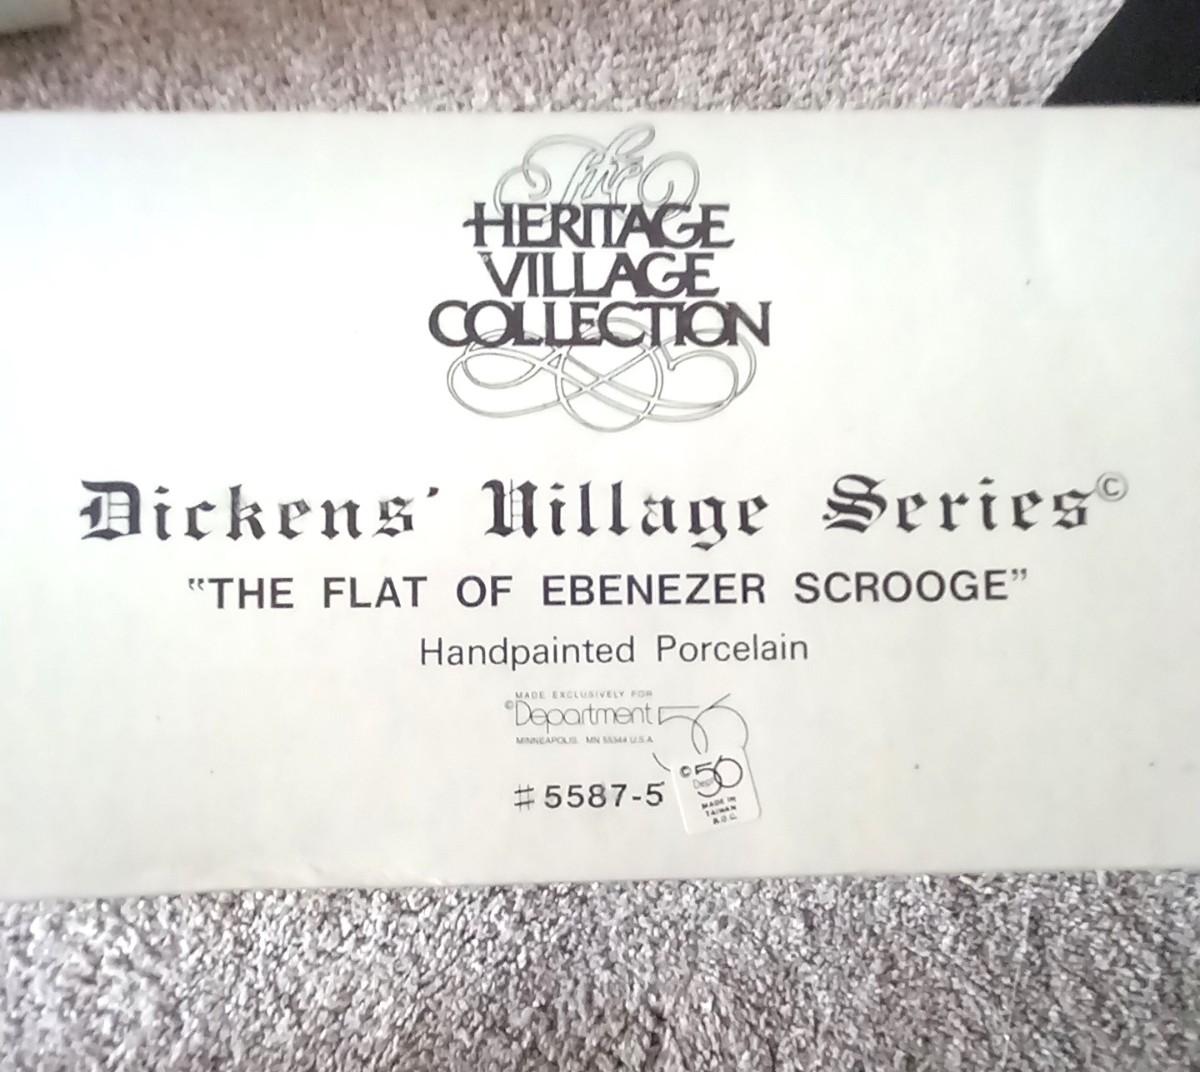 The
HERITAGE
VILLAGE
COLLECTION
Dickens' Village Series©
"THE FLAT OF EBENEZER SCROOGE"
Handpainted Porcelain
MADE EXCLUSIVELY FOR
©Department 56
MINNEAPOLIS, MN 55344 U.S.A.
#5587-5
©Dept 56
MADE IN
TAIWAN
R.O.C.